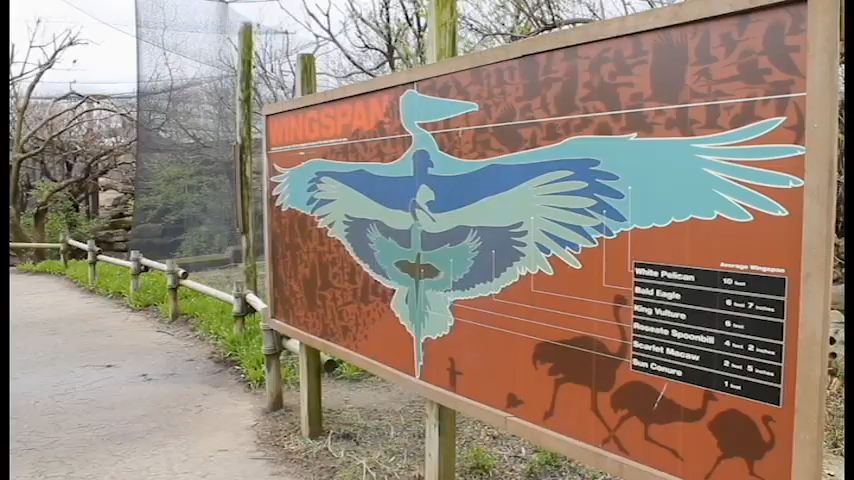 WINGSPAN
Average Wingspan
White Pelican 10 feet
Bald Eagle 6 feet 7 inches
King Vulture 6 feet
Roseate Spoonbill 4 feet 2 inches
Scarlet Macaw 2 feet 5 inches
Sun Conure 1 feet